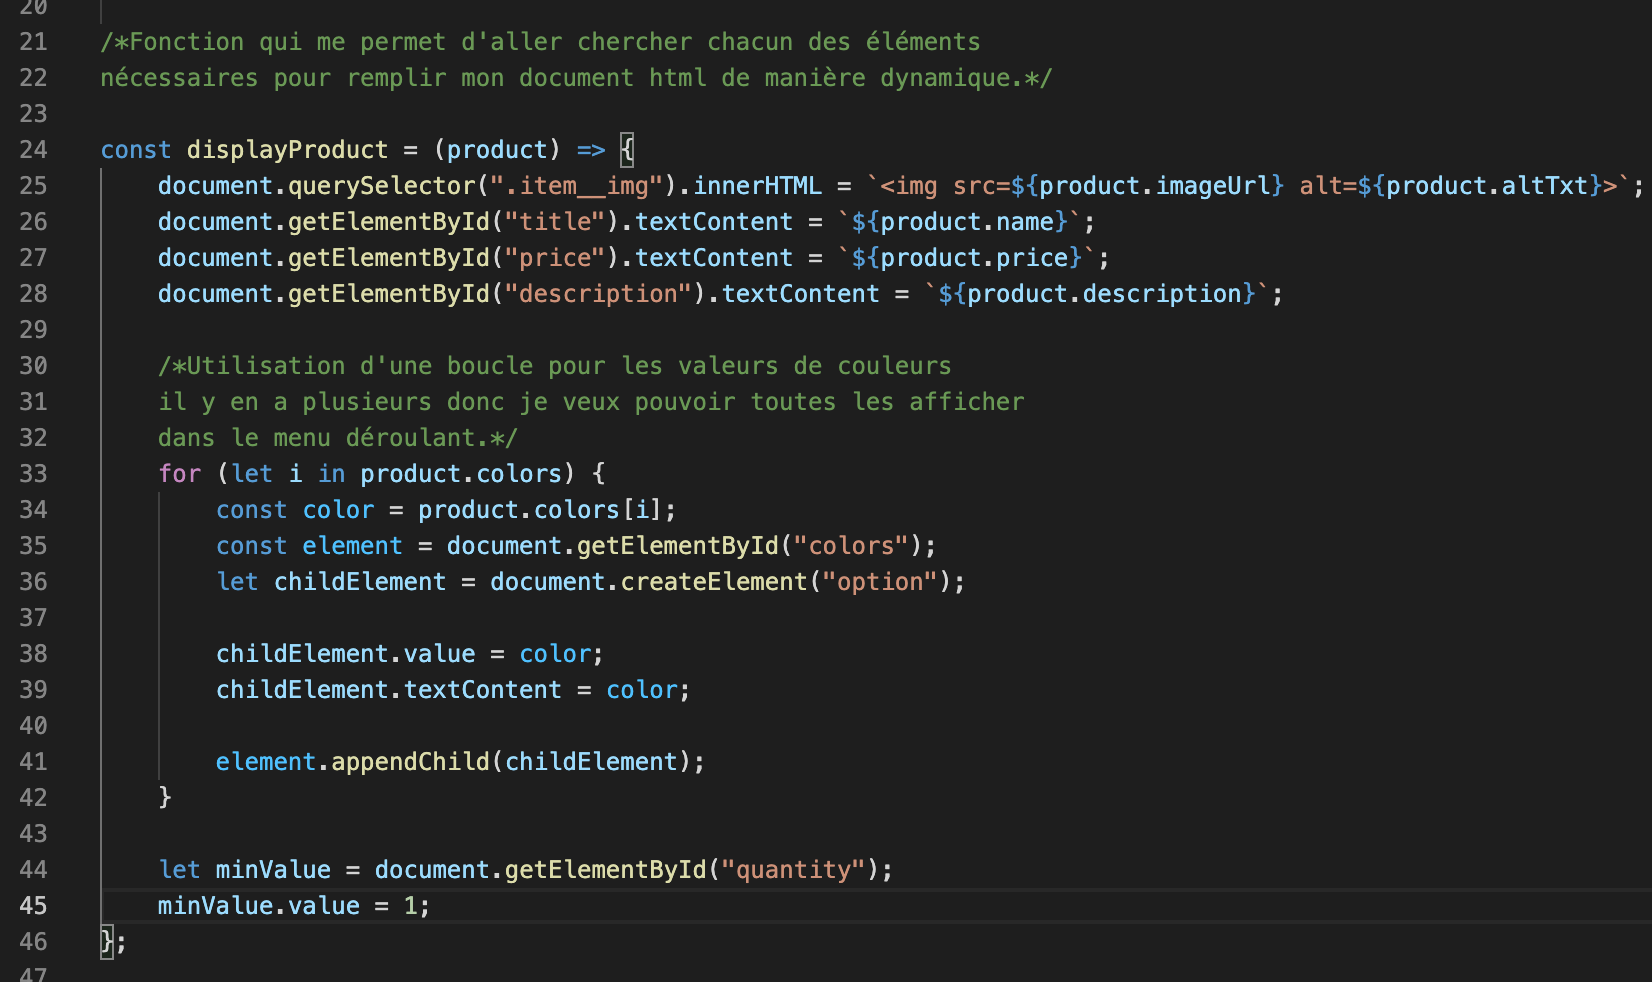 20
21 /*Fonction qui me permet d'aller chercher chacun des éléments
22 nécessaires pour remplir mon document html de manière dynamique.*/
23
24 const displayProduct = (product) => {
25     document.querySelector(".item__img").innerHTML = `<img src=${product.imageUrl} alt=${product.altTxt}>`;
26     document.getElementById("title").textContent = `${product.name}`;
27     document.getElementById("price").textContent = `${product.price}`;
28     document.getElementById("description").textContent = `${product.description}`;
29
30     /*Utilisation d'une boucle pour les valeurs de couleurs
31     il y en a plusieurs donc je veux pouvoir toutes les afficher
32     dans le menu déroulant.*/
33     for (let i in product.colors) {
34         const color = product.colors[i];
35         const element = document.getElementById("colors");
36         let childElement = document.createElement("option");
37
38         childElement.value = color;
39         childElement.textContent = color;
40
41         element.appendChild(childElement);
42     }
43
44     let minValue = document.getElementById("quantity");
45     minValue.value = 1;
46 };
47